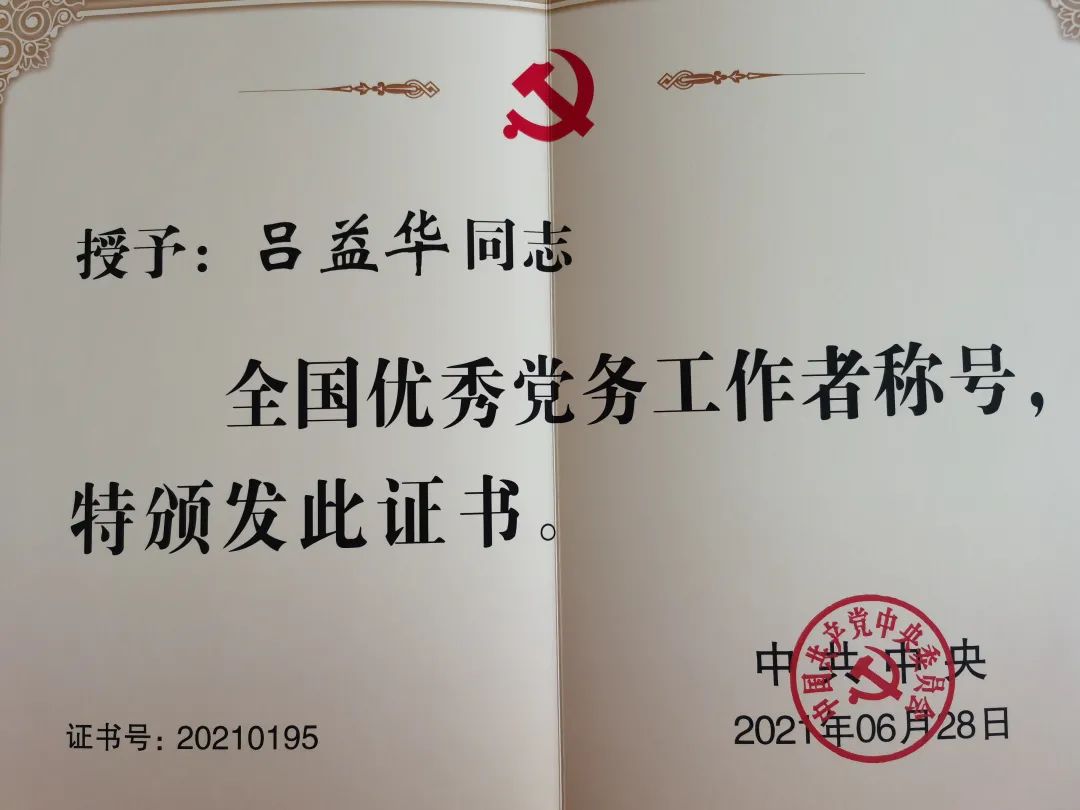 授予：吕益华同志
全国优秀党务工作者称号，
特颁发此证书。
中共中央
中国共产党中央委员会
2021年06月28日
证书号：20210195